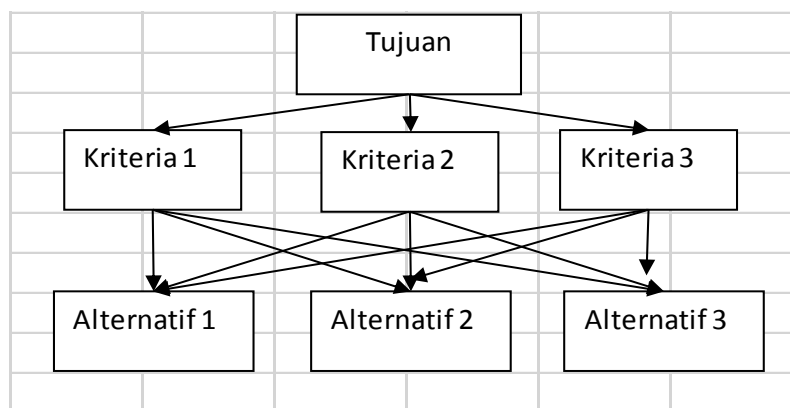 Tujuan
Kriteria 1
Kriteria 2
Kriteria 3
Alternatif 1
Alternatif 2
Alternatif 3